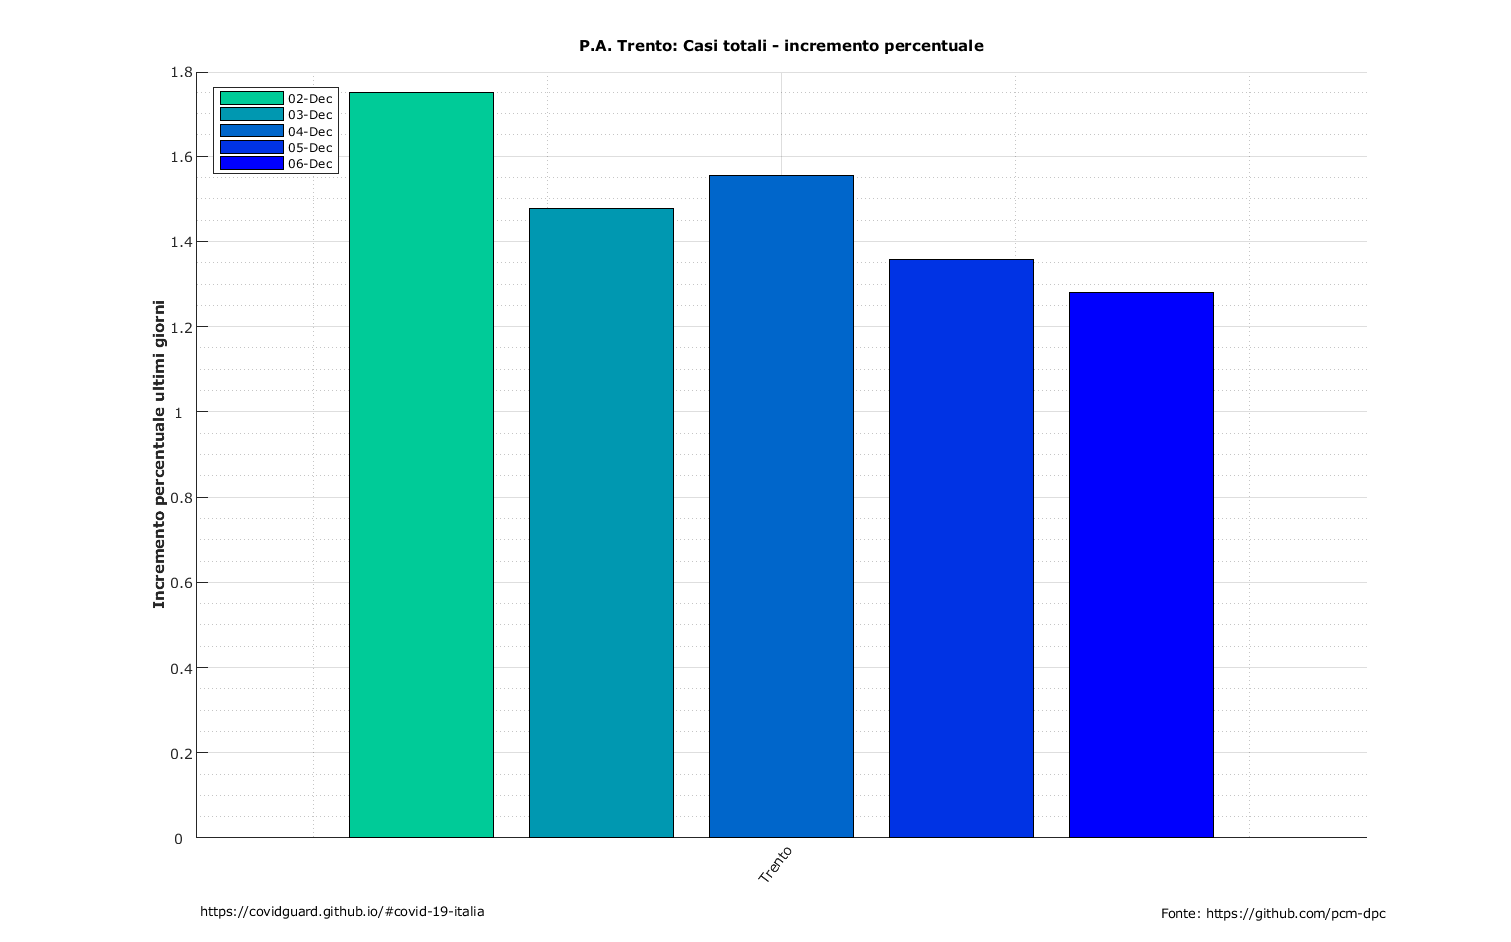 P.A. Trento: Casi totali - incremento percentuale
1.8
1.6
1.4
1.2
1
0.8
0.6
0.4
0.2
0
Incremento percentuale ultimi giorni
02-Dec
03-Dec
04-Dec
05-Dec
06-Dec
Trento
https://covidguard.github.io/#covid-19-italia
Fonte: https://github.com/pcm-dpc